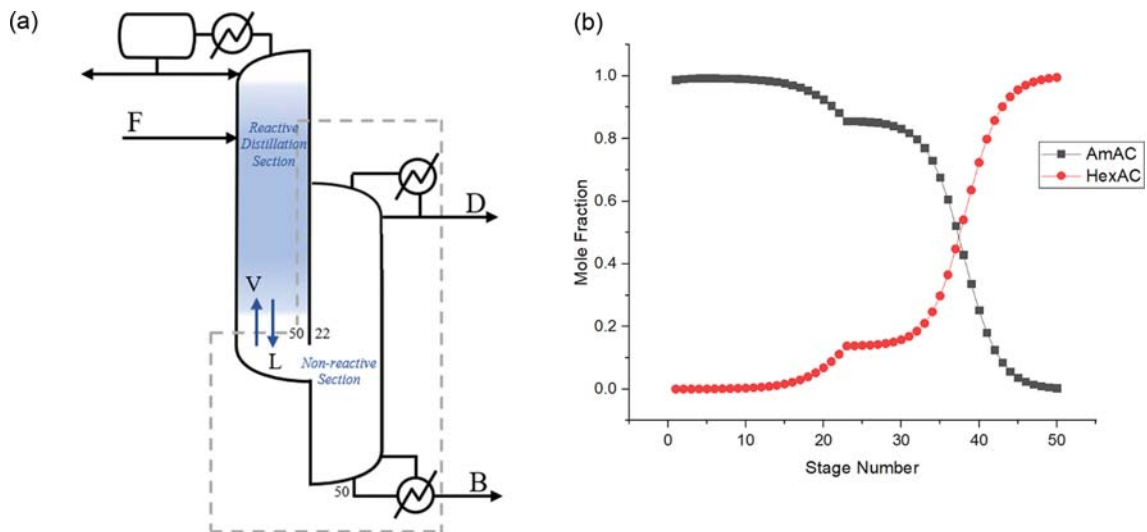 (a)
F
Reactive
Distillation
Section
V
L
50
22
Non-reactive
Section
D
50
B
(b)
1.0
0.8
0.6
0.4
0.2
0.0
Mole Fraction
AmAC
HexAC
0 10 20 30 40 50
Stage Number